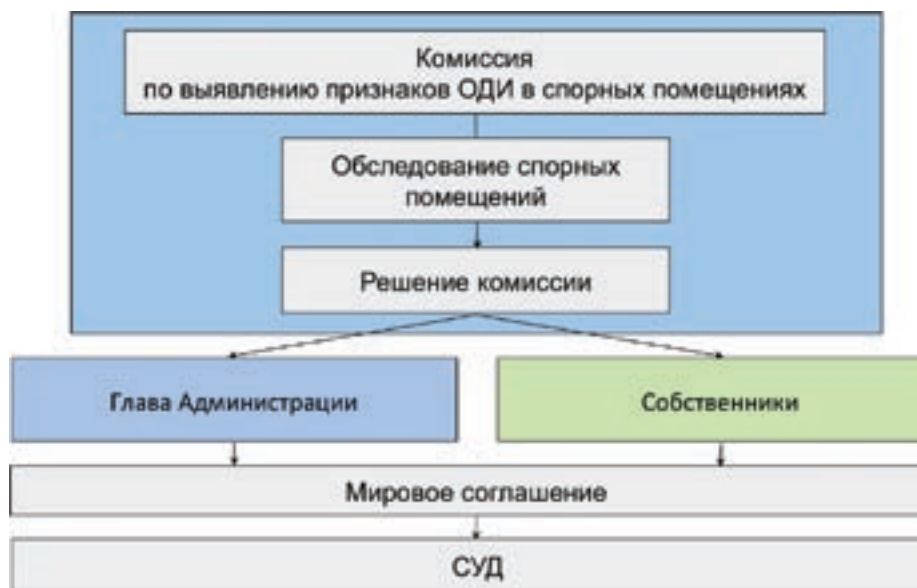 Комиссия
по выявлению признаков ОДИ в спорных помещениях
Обследование спорных
помещений
Решение комиссии
Глава Администрации
Собственники
Мировое соглашение
СУД